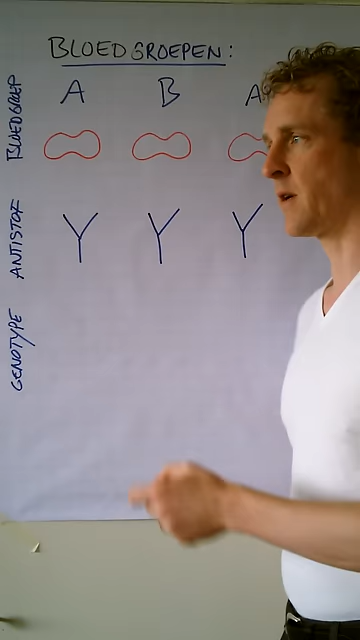 BLOEDGROEPEN:
BLOEDGROEP
A B A
ANTISTOF
GENOTYPE